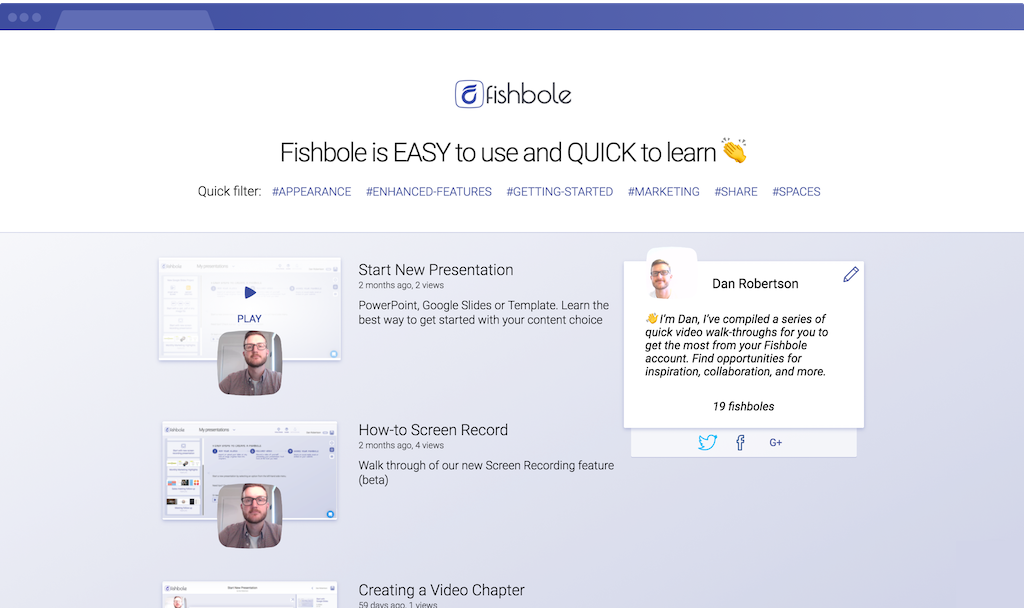 fishbole
Fishbole is EASY to use and QUICK to learn 👏
Quick filter: #APPEARANCE #ENHANCED-FEATURES #GETTING-STARTED #MARKETING #SHARE #SPACES
fishbole My presentations
PLAY
Start New Presentation
2 months ago, 2 views
PowerPoint, Google Slides or Template. Learn the
best way to get started with your content choice
Dan Robertson
👋I'm Dan, I've compiled a series of
quick video walk-throughs for you to
get the most from your Fishbole
account. Find opportunities for
inspiration, collaboration, and more.
19 fishboles
G+
fishbole My presentations
How-to Screen Record
2 months ago, 4 views
Walk through of our new Screen Recording feature
(beta)
fishbole Start New Presentation
Creating a Video Chapter
59 days ago, 1 views